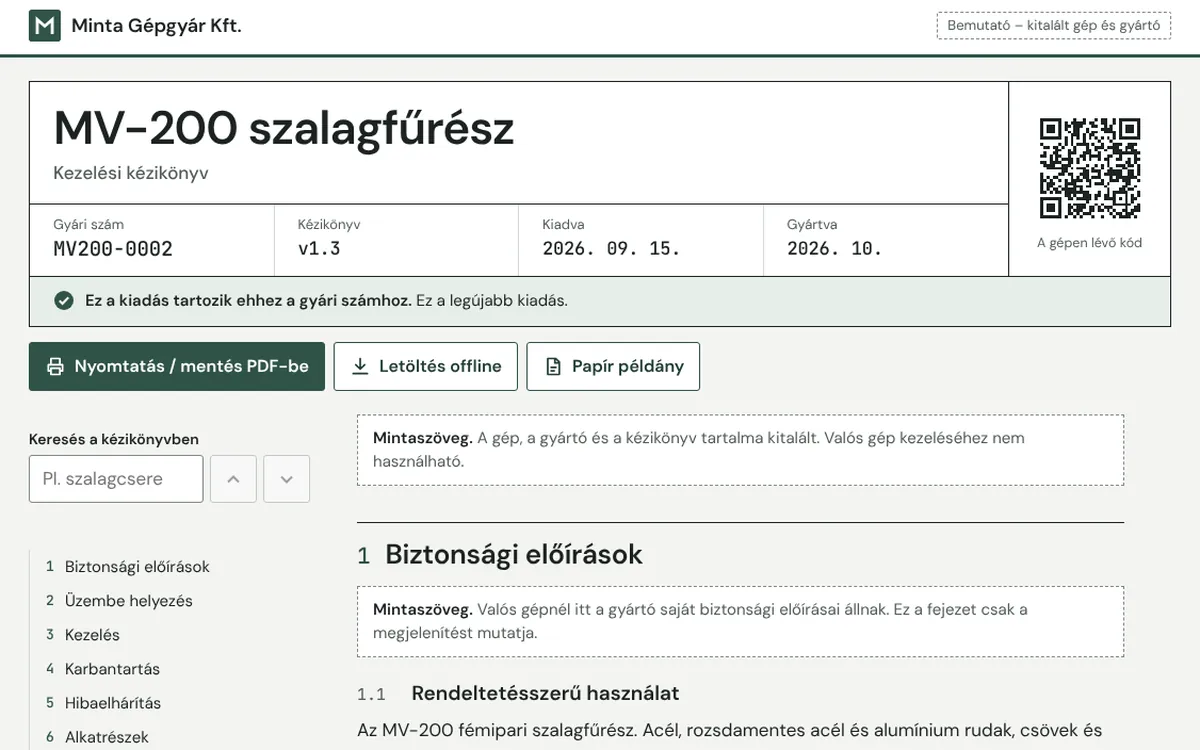 M Minta Gépgyár Kft.
Bemutató – kitalált gép és gyártó
MV-200 szalagfűrész
Kezelési kézikönyv
Gyári szám
MV200-0002
Kézikönyv
v1.3
Kiadva
2026. 09. 15.
Gyártva
2026. 10.
A gépen lévő kód
Ez a kiadás tartozik ehhez a gyári számhoz. Ez a legújabb kiadás.
Nyomtatás / mentés PDF-be
Letöltés offline
Papír példány
Keresés a kézikönyvben
Pl. szalagcsere
1 Biztonsági előírások
2 Üzembe helyezés
3 Kezelés
4 Karbantartás
5 Hibaelhárítás
6 Alkatrészek
Mintaszöveg. A gép, a gyártó és a kézikönyv tartalma kitalált. Valós gép kezeléséhez nem
használható.
1 Biztonsági előírások
Mintaszöveg. Valós gépnél itt a gyártó saját biztonsági előírásai állnak. Ez a fejezet csak a
megjelenítést mutatja.
1.1 Rendeltetésszerű használat
Az MV-200 fémipari szalagfűrész. Acél, rozsdamentes acél és alumínium rudak, csövek és